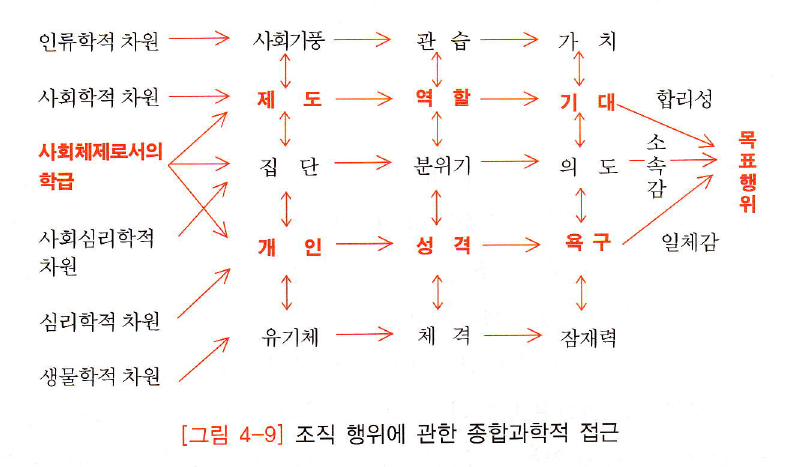 인류학적 차원 사회기풍 관 습 가 치
사회학적 차원 제 도 역 할 기 대 합리성
사회체제로서의
학급
집 단 분위기 의 도
소
속
감
목
표
행
위
사회심리학적
차원
개 인 성 격 욕 구 일체감
심리학적 차원
유기체 체 격 잠재력
생물학적 차원
[그림 4-9] 조직 행위에 관한 종합과학적 접근